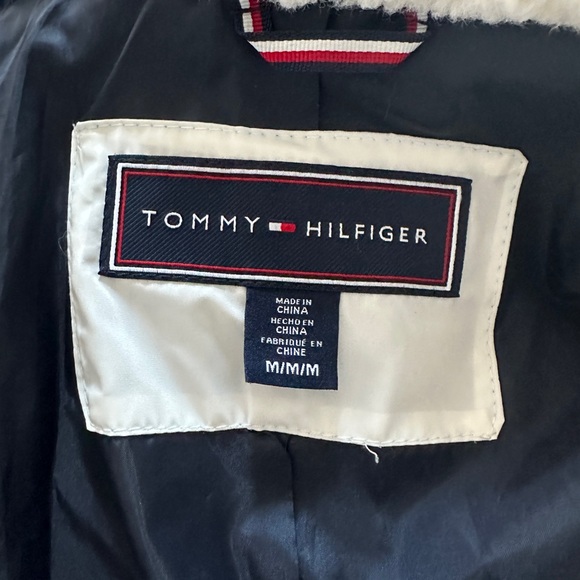 TOMMY HILFIGER
MADE IN
CHINA
HECHO EN
CHINA
FABRIQUÉ EN
CHINE
M/M/M